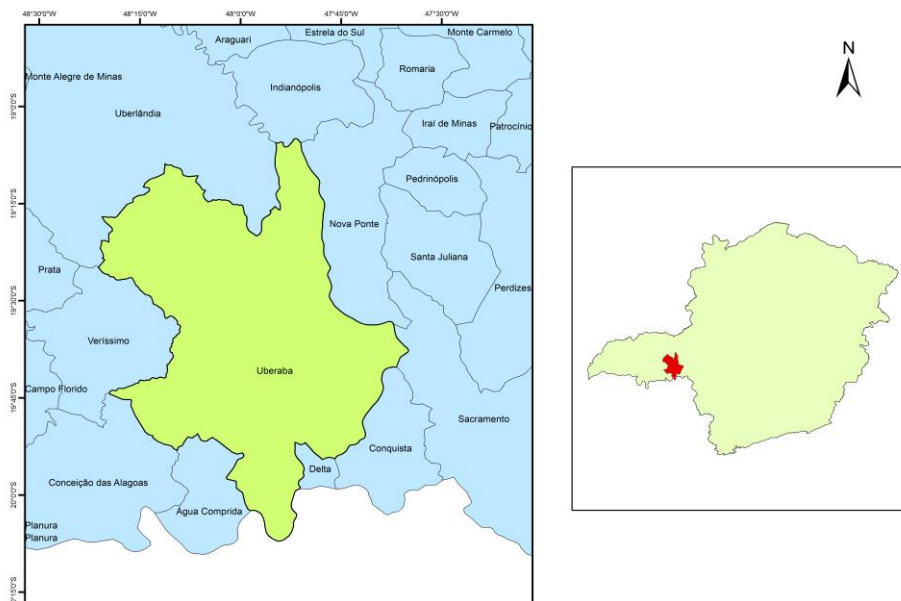 48°30'0"S
48°15'0"S
48°0'0"S
47°45'0"S
47°30'0"S
Araguari
Estrela do Sul
Monte Carmelo
Romaria
Monte Alegre de Minas
Indianópolis
N
19°0'0"S
Uberlândia
Iraí de Minas
Patrocínio
Pedrinópolis
19°15'0"S
Nova Ponte
Santa Juliana
Prata
Perdizes
19°30'0"S
Veríssimo
Uberaba
Campo Florido
19°45'0"S
Sacramento
Conquista
Delta
Conceição das Alagoas
20°0'0"S
Água Comprida
Planura
Planura